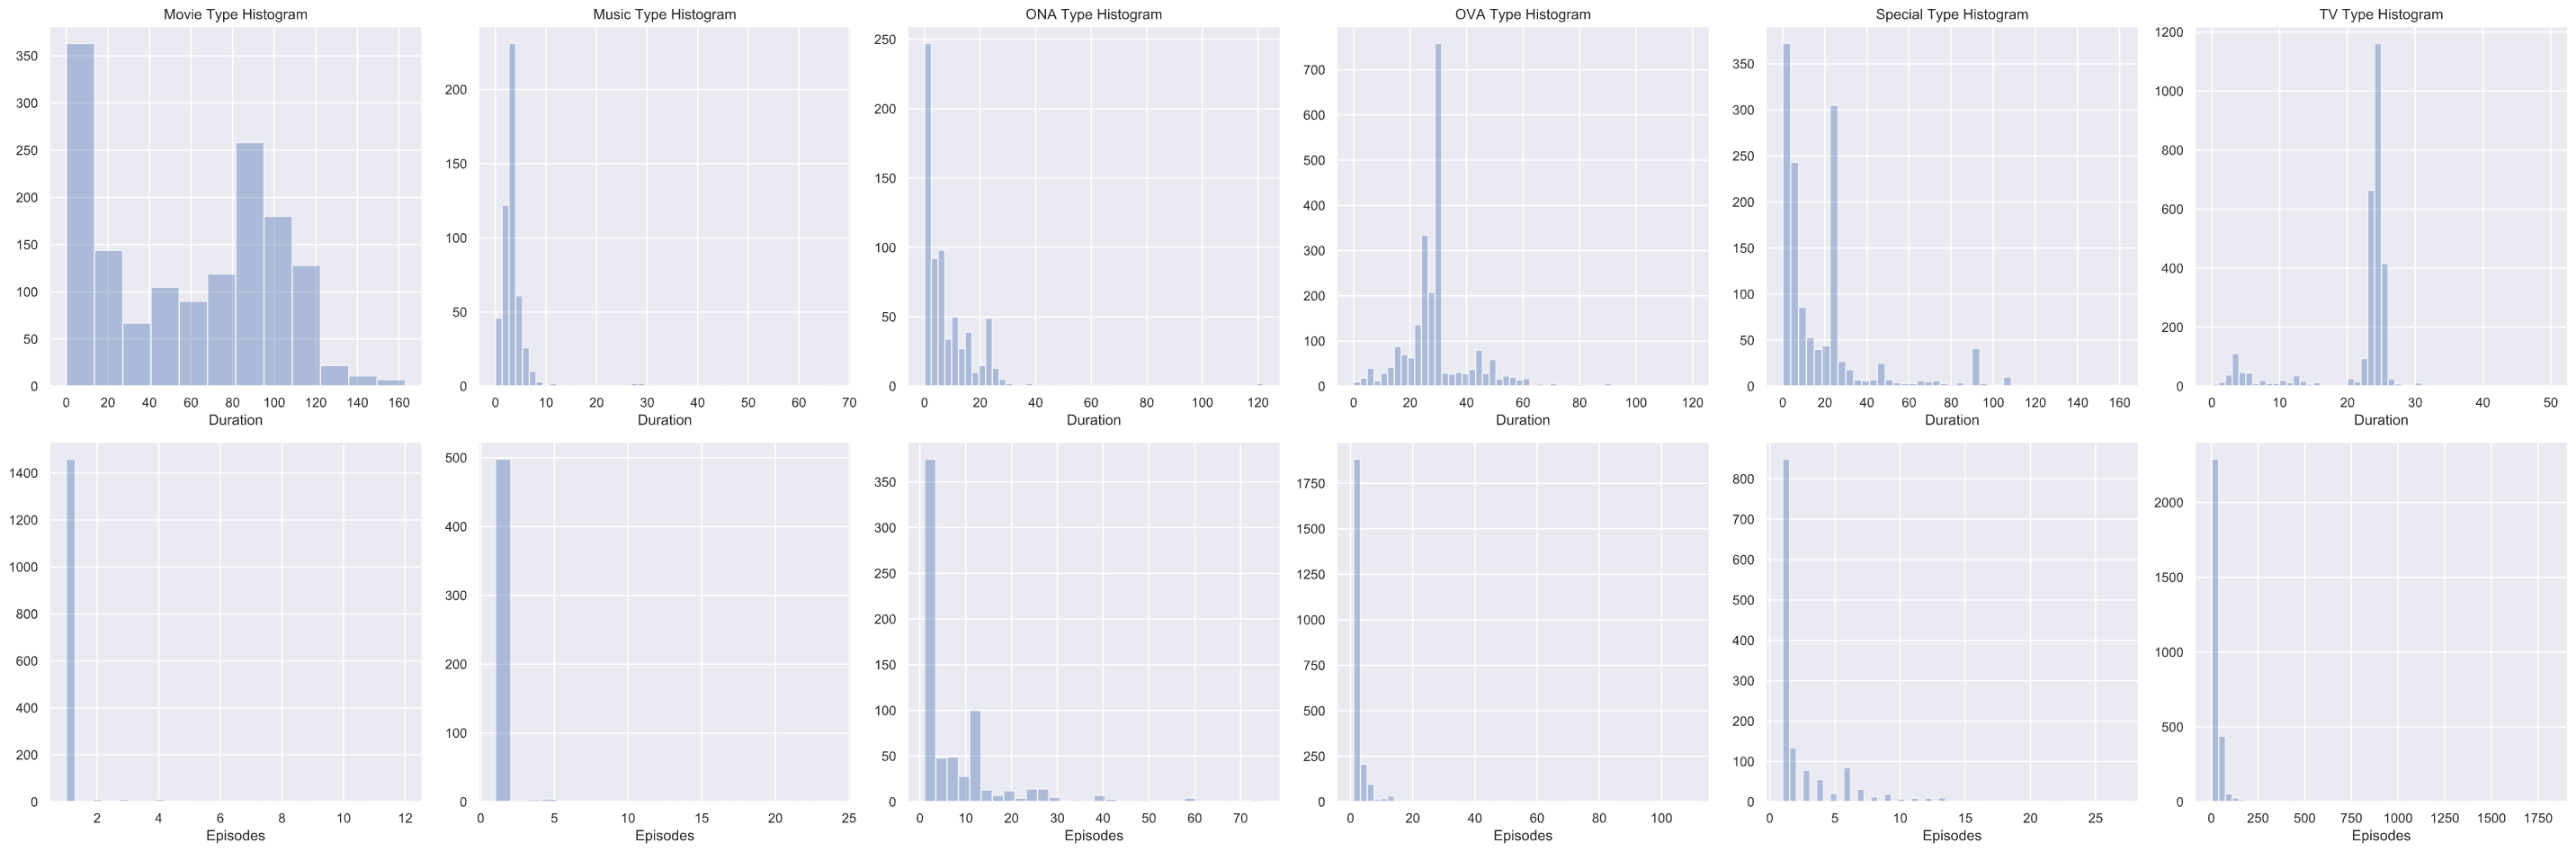 Movie Type Histogram
350
300
250
200
150
100
50
0
0 20 40 60 80 100 120 140 160
Duration
Music Type Histogram
200
150
100
50
0
0 10 20 30 40 50 60 70
Duration
ONA Type Histogram
250
200
150
100
50
0
0 20 40 60 80 100 120
Duration
OVA Type Histogram
700
600
500
400
300
200
100
0
0 20 40 60 80 100 120
Duration
Special Type Histogram
350
300
250
200
150
100
50
0
0 20 40 60 80 100 120 140 160
Duration
TV Type Histogram
1200
1000
800
600
400
200
0
0 10 20 30 40 50
Duration
1400
1200
1000
800
600
400
200
0
2 4 6 8 10 12
Episodes
500
400
300
200
100
0
0 5 10 15 20 25
Episodes
350
300
250
200
150
100
50
0
0 10 20 30 40 50 60 70
Episodes
1750
1500
1250
1000
750
500
250
0
0 20 40 60 80 100
Episodes
800
700
600
500
400
300
200
100
0
0 5 10 15 20 25
Episodes
2000
1500
1000
500
0
0 250 500 750 1000 1250 1500 1750
Episodes